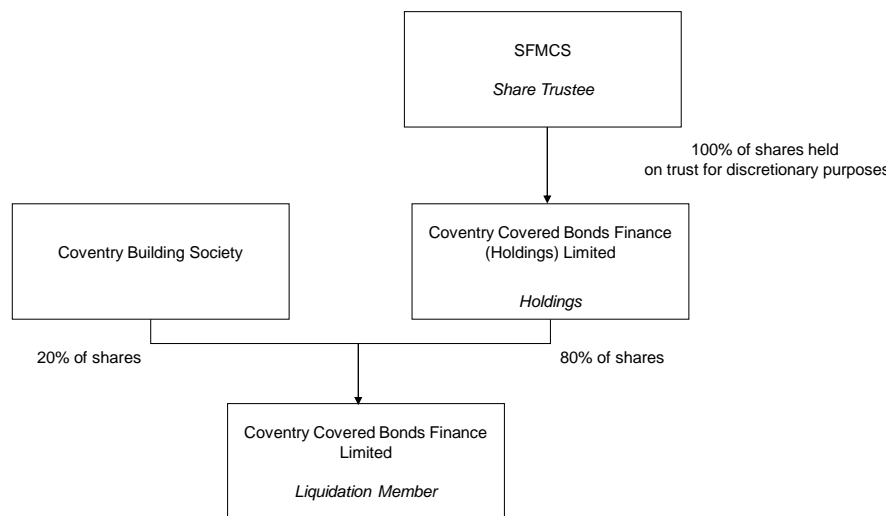 SFMCS
Share Trustee
100% of shares held
on trust for discretionary purposes
Coventry Building Society
Coventry Covered Bonds Finance
(Holdings) Limited
Holdings
20% of shares
80% of shares
Coventry Covered Bonds Finance
Limited
Liquidation Member